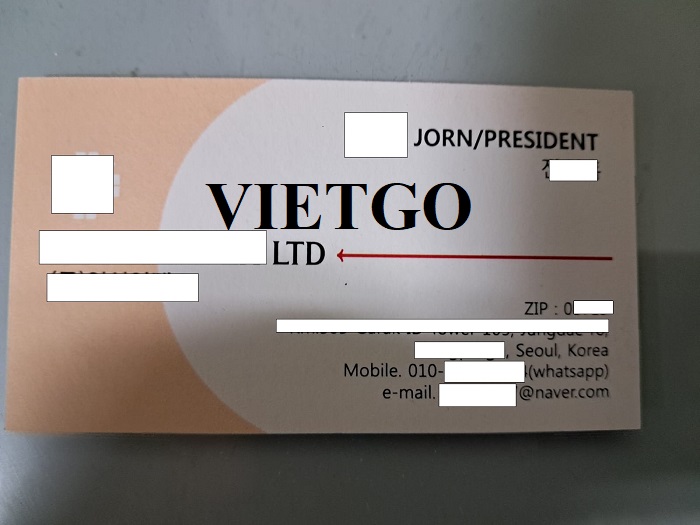 JORN/PRESIDENT
VIETGO
LTD
ZIP : 0
, Seoul, Korea
Mobile. 010- (whatsapp)
e-mail. @naver.com